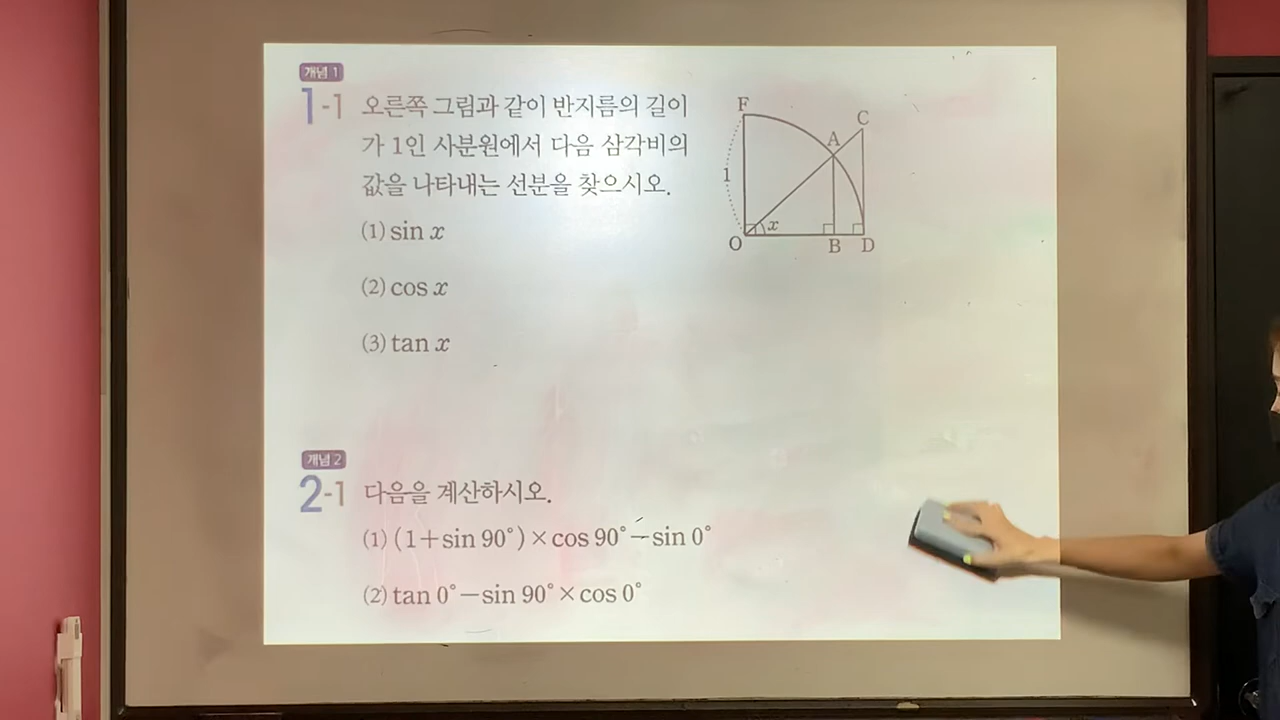 개념 1
1-1 오른쪽 그림과 같이 반지름의 길이
가 1인 사분원에서 다음 삼각비의
값을 나타내는 선분을 찾으시오.
(1) sin x
(2) cos x
(3) tan x
F
C
A
1
x
O
B
D
개념 2
2-1 다음을 계산하시오.
(1) (1+sin 90°)×cos 90°-sin 0°
(2) tan 0°-sin 90°×cos 0°